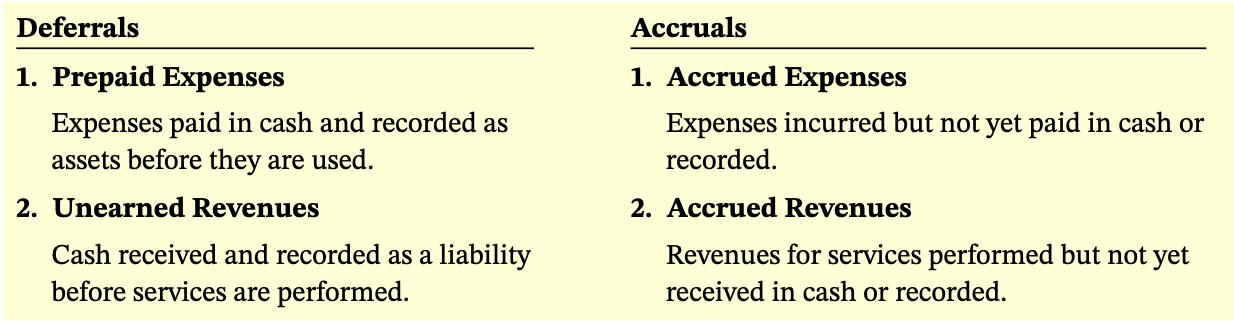 Deferrals
1. Prepaid Expenses
Expenses paid in cash and recorded as
assets before they are used.
2. Unearned Revenues
Cash received and recorded as a liability
before services are performed.
Accruals
1. Accrued Expenses
Expenses incurred but not yet paid in cash or
recorded.
2. Accrued Revenues
Revenues for services performed but not yet
received in cash or recorded.